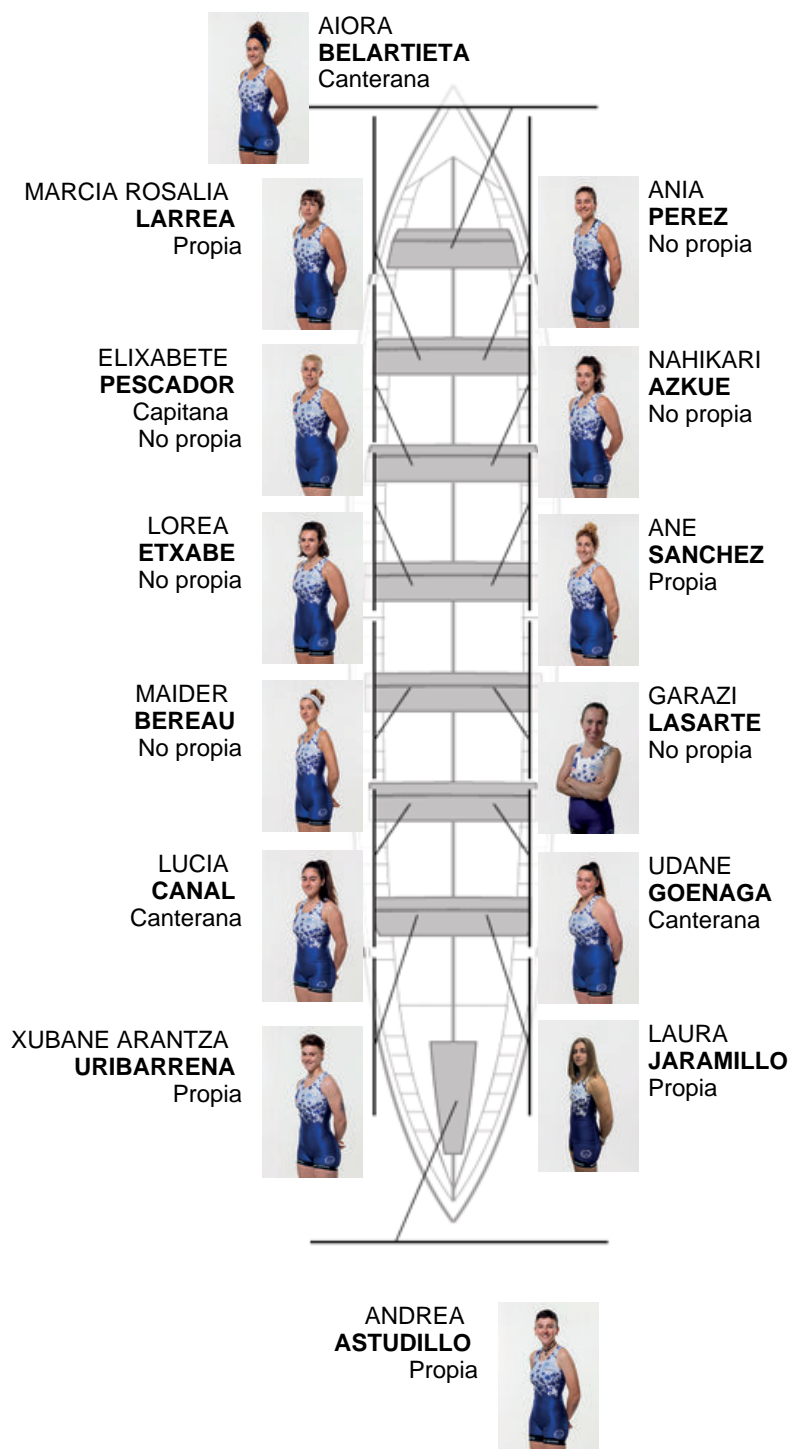 AIORA
BELARTIETA
Canterana
MARCIA ROSALIA
LARREA
Propia
ANIA
PEREZ
No propia
ELIXABETE
PESCADOR
Capitana
No propia
NAHIKARI
AZKUE
No propia
LOREA
ETXABE
No propia
ANE
SANCHEZ
Propia
MAIDER
BEREAU
No propia
GARAZI
LASARTE
No propia
LUCIA
CANAL
Canterana
UDANE
GOENAGA
Canterana
XUBANE ARANTZA
URIBARRENA
Propia
LAURA
JARAMILLO
Propia
ANDREA
ASTUDILLO
Propia